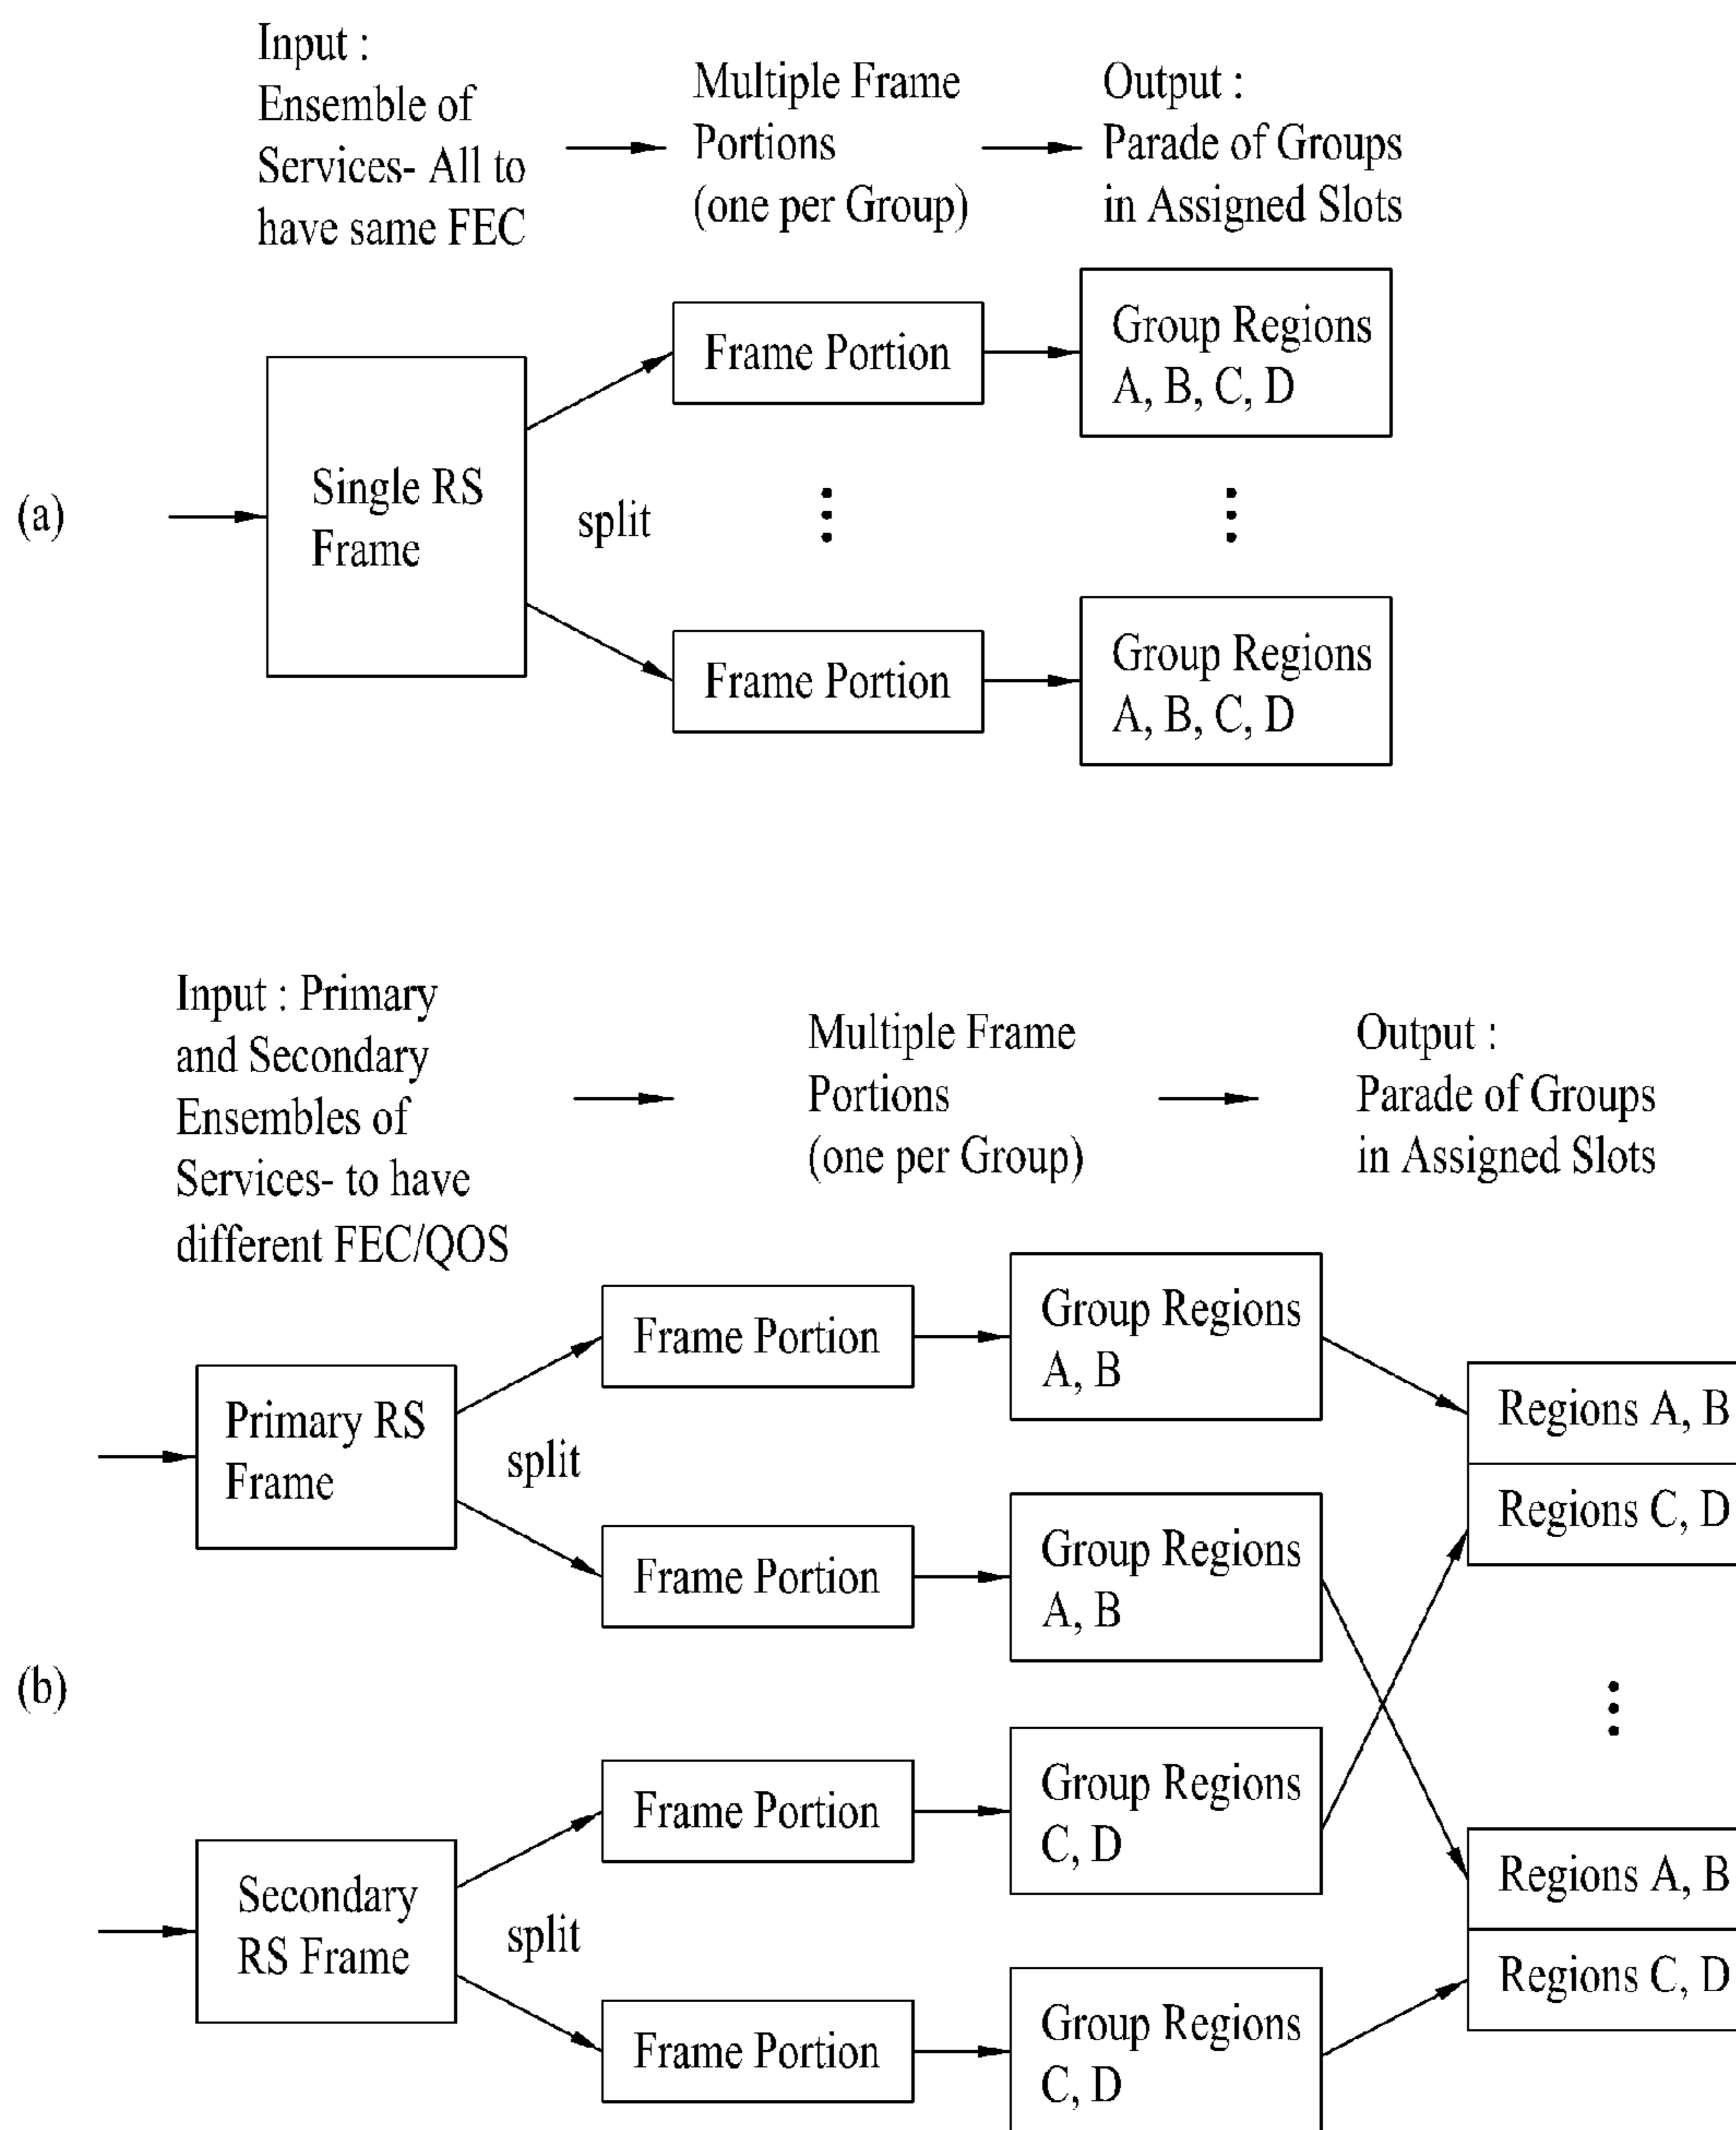 Input :
Ensemble of
Services- All to
have same FEC
Multiple Frame
Portions
(one per Group)
Output :
Parade of Groups
in Assigned Slots
(a)
Single RS
Frame
split
Frame Portion
Group Regions
A, B, C, D
Frame Portion
Group Regions
A, B, C, D
Input : Primary
and Secondary
Ensembles of
Services- to have
different FEC/QOS
Multiple Frame
Portions
(one per Group)
Output :
Parade of Groups
in Assigned Slots
(b)
Primary RS
Frame
split
Frame Portion
Group Regions
A, B
Frame Portion
Group Regions
A, B
Secondary
RS Frame
split
Frame Portion
Group Regions
C, D
Frame Portion
Group Regions
C, D
Regions A, B
Regions C, D
Regions A, B
Regions C, D